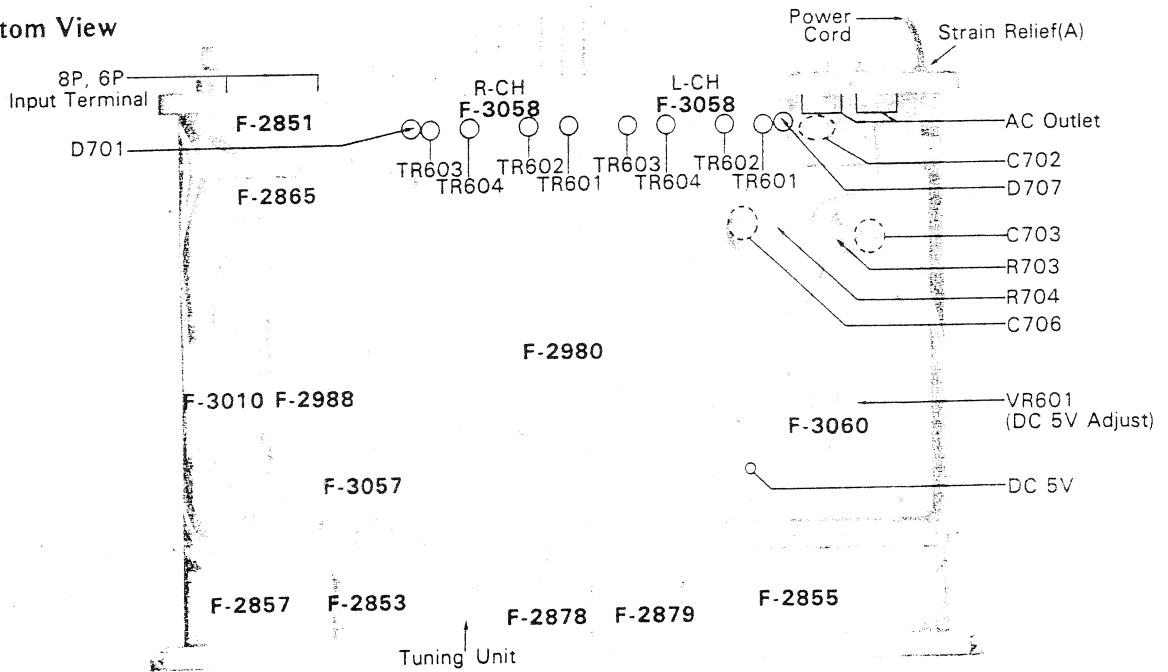 tom View
Power
Cord
Strain Relief(A)
8P, 6P
Input Terminal
R-CH
F-3058
L-CH
F-3058
F-2851
AC Outlet
D701
TR603
TR604
TR602
TR601
TR603
TR604
TR602
TR601
C702
D707
F-2865
C703
R703
R704
C706
F-2980
F-3010 F-2988
VR601
(DC 5V Adjust)
F-3060
F-3057
DC 5V
F-2857
F-2853
F-2878
F-2879
F-2855
Tuning Unit